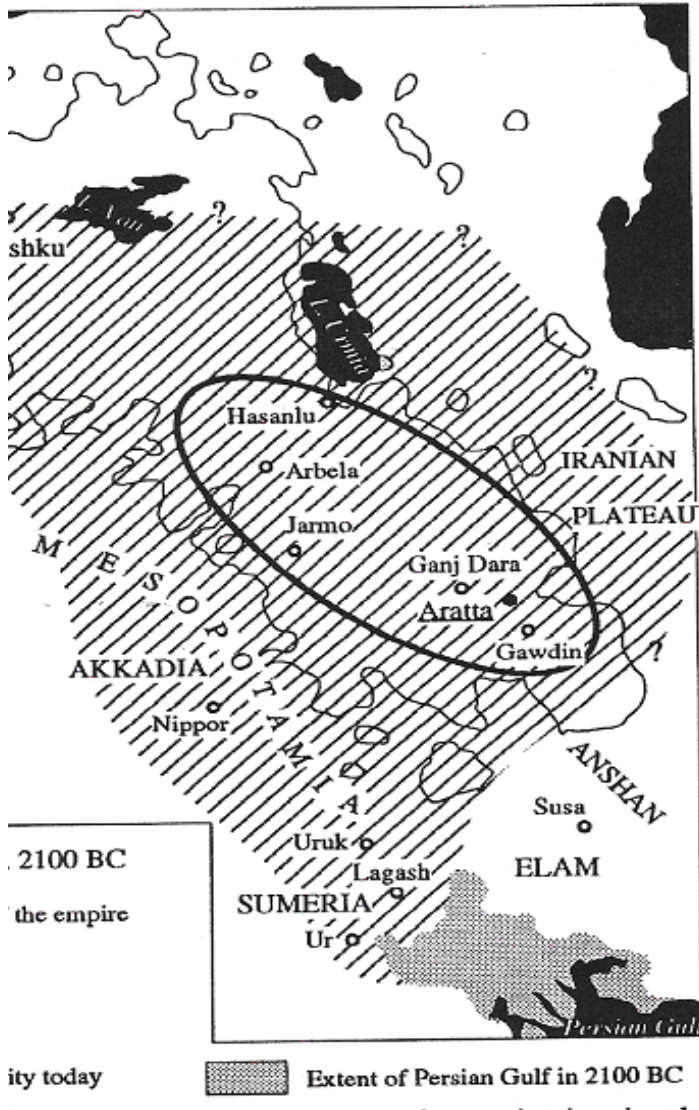 L. Van
?
?
shku
L. Urmia
?
Hasanlu
IRANIAN
Arbela
PLATEAU
Jarmo
MESOPOTAMIA
Ganj Dara
Aratta
Gawdin
?
AKKADIA
Nippor
ANSHAN
Susa
Uruk
2100 BC
Lagash
ELAM
SUMERIA
the empire
Ur
Persian Gulf
ity today
Extent of Persian Gulf in 2100 BC